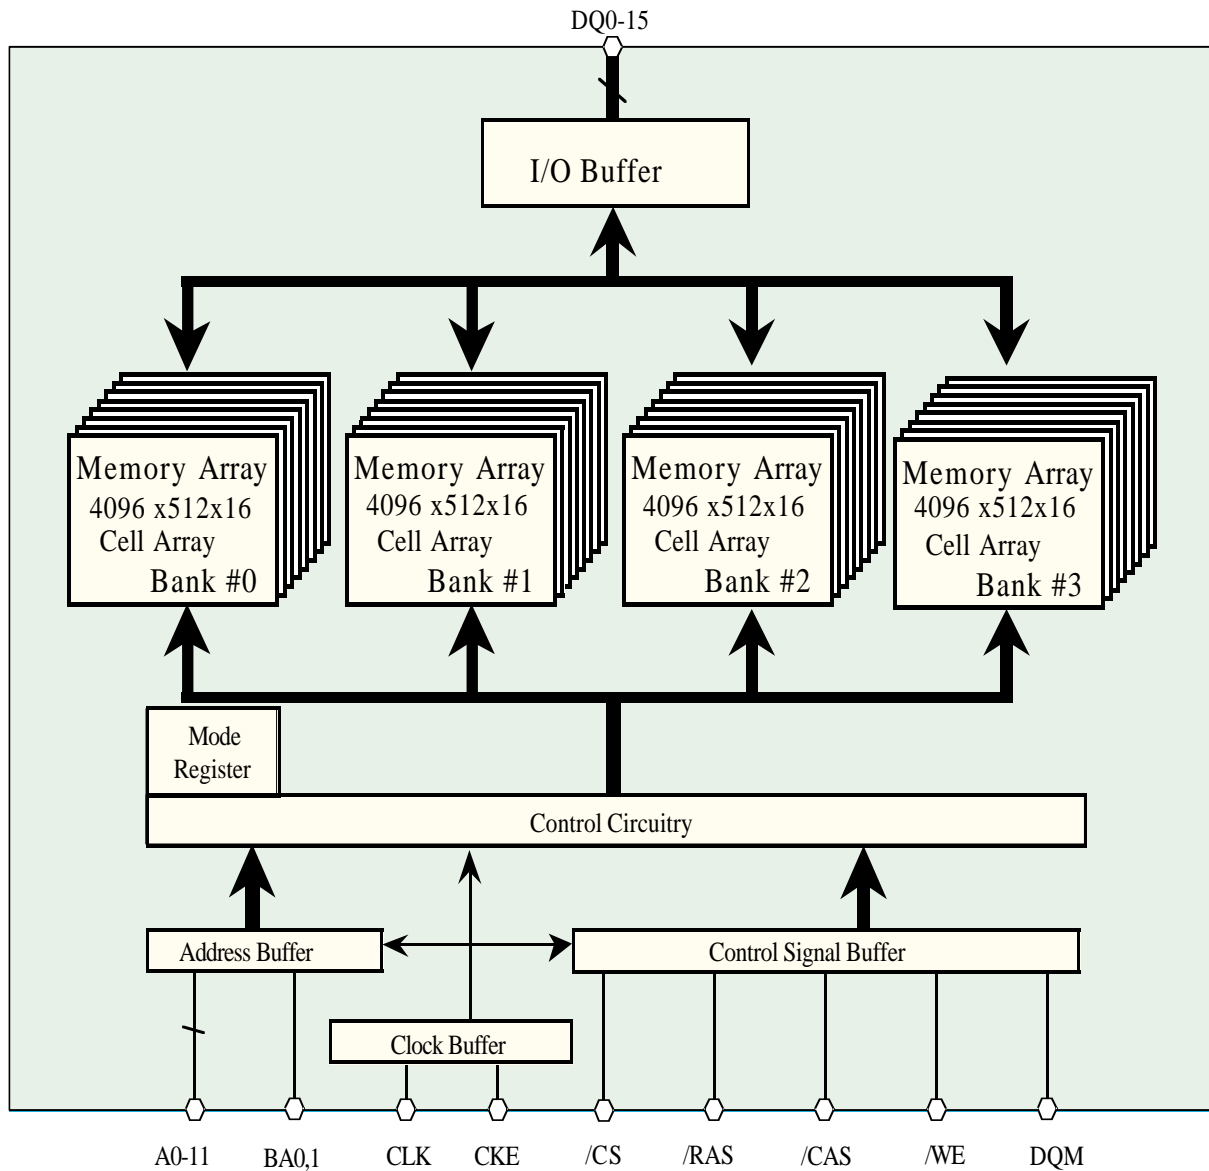 DQ0-15
I/O Buffer
Memory Array
4096 x512x16
Cell Array
Bank #0
Memory Array
4096 x512x16
Cell Array
Bank #1
Memory Array
4096 x512x16
Cell Array
Bank #2
Memory Array
4096 x512x16
Cell Array
Bank #3
Mode
Register
Control Circuitry
Address Buffer
Control Signal Buffer
Clock Buffer
A0-11
BA0,1
CLK
CKE
/CS
/RAS
/CAS
/WE
DQM